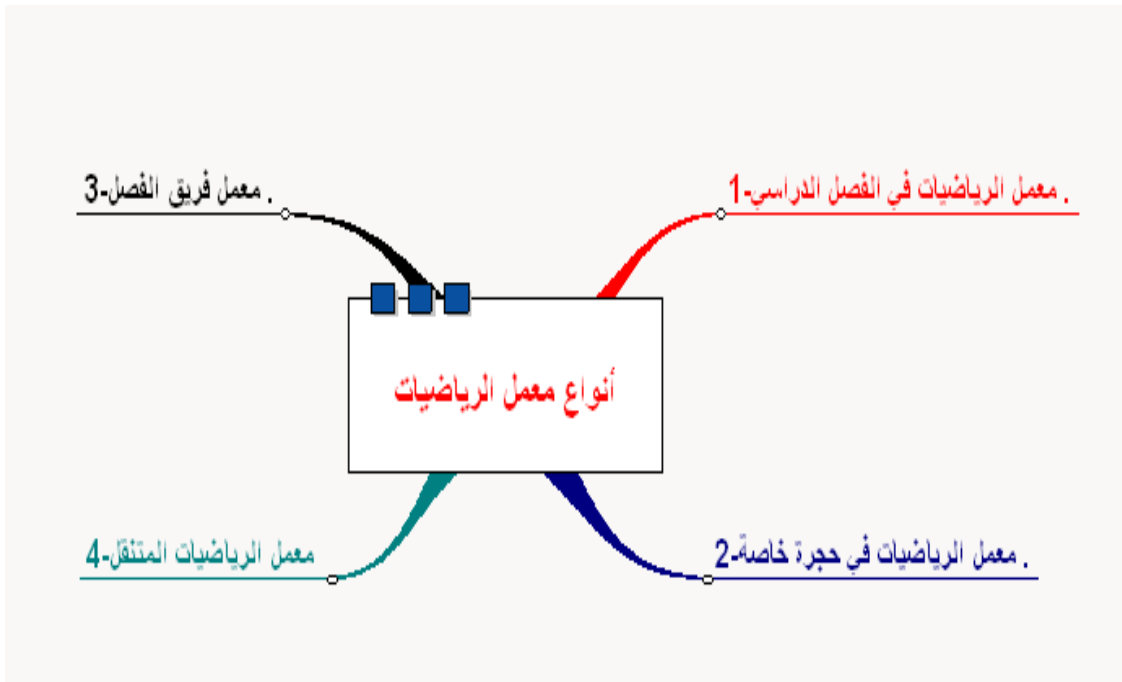 أنواع معمل الرياضيات
1-معمل الرياضيات في الفصل الدراسي .
2-معمل الرياضيات في حجرة خاصة .
3-معمل فريق الفصل .
4-معمل الرياضيات المتنقل